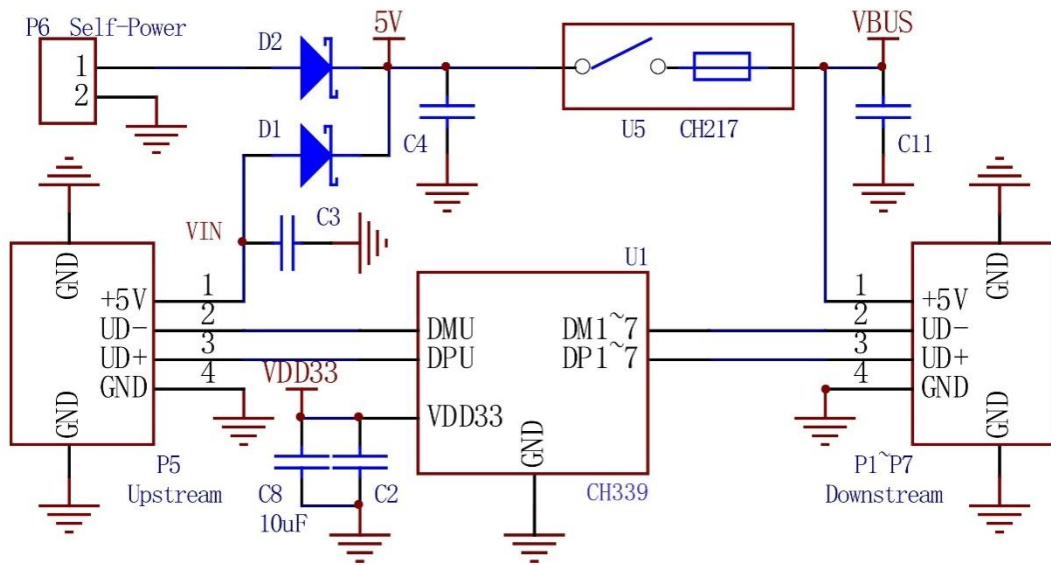 P6 Self-Power
1
2
D2
5V
VBUS
D1
C4
U5 CH217
C11
VIN
C3
U1
GND
+5V
UD-
UD+
GND
GND
1
2
3
4
P5
Upstream
DMU
DPU
VDD33
GND
DM1~7
DP1~7
CH339
VDD33
C8
10uF
C2
1
2
3
4
GND
+5V
UD-
UD+
GND
GND
P1~P7
Downstream